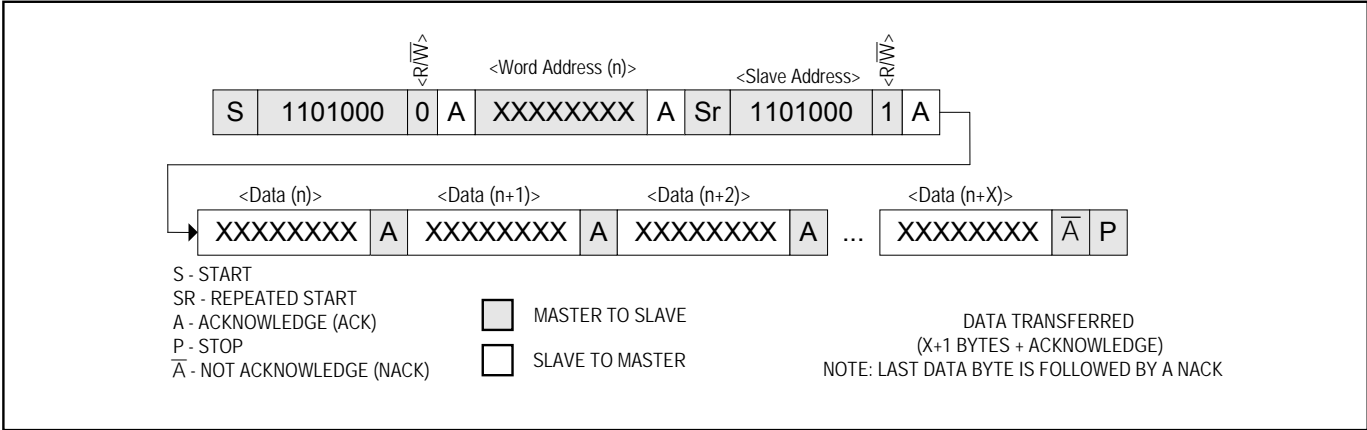 <R/W̅>
<Word Address (n)>
<Slave Address>
<R/W̅>
S 1101000 0 A XXXXXXXX A Sr 1101000 1 A
<Data (n)> <Data (n+1)> <Data (n+2)> <Data (n+X)>
XXXXXXXX A XXXXXXXX A XXXXXXXX A ... XXXXXXXX A̅ P
S - START
SR - REPEATED START
A - ACKNOWLEDGE (ACK)
P - STOP
A̅ - NOT ACKNOWLEDGE (NACK)
MASTER TO SLAVE
SLAVE TO MASTER
DATA TRANSFERRED
(X+1 BYTES + ACKNOWLEDGE)
NOTE: LAST DATA BYTE IS FOLLOWED BY A NACK